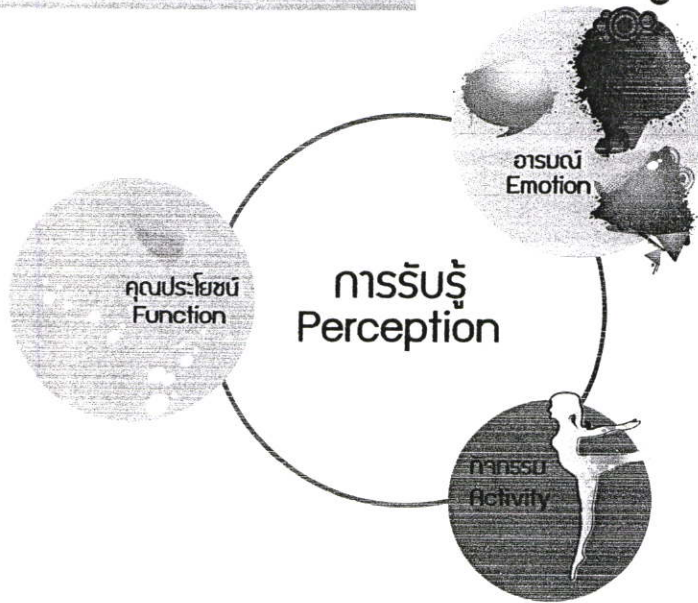 อารมณ์
Emotion
คุณประโยชน์
Function
การรับรู้
Perception
กิจกรรม
Activity